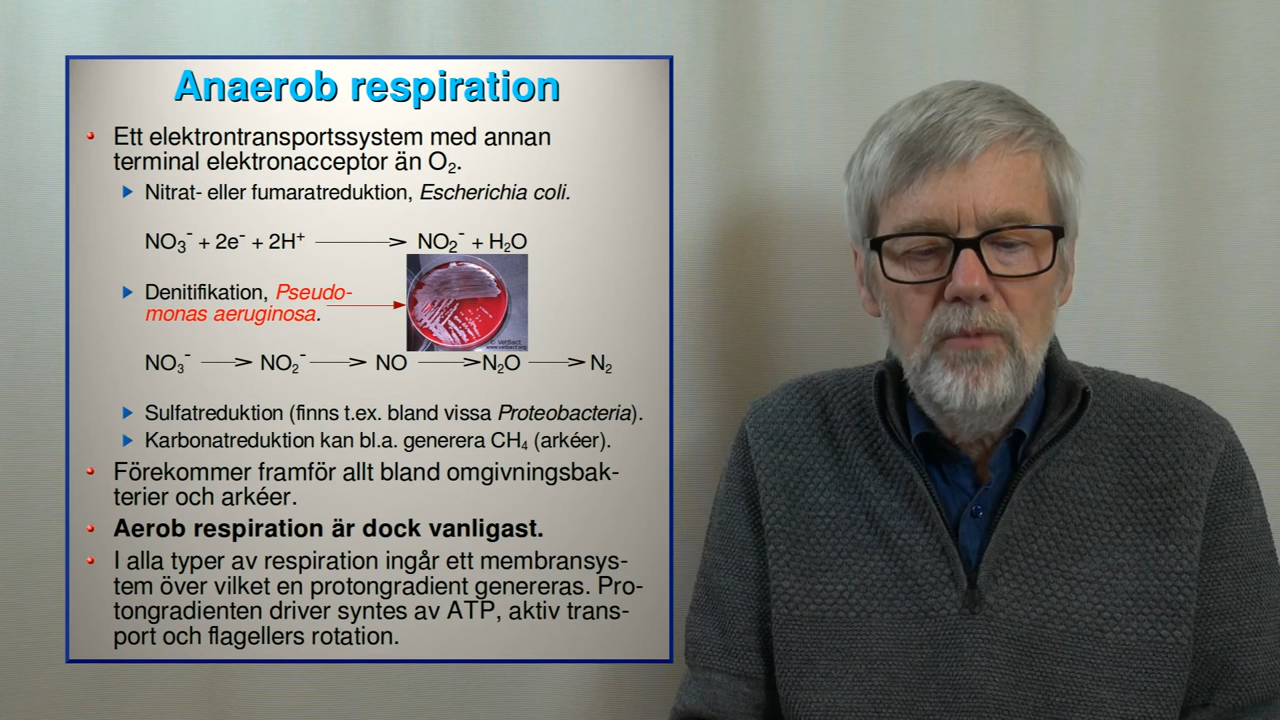 Anaerob respiration
Ett elektrontransportssystem med annan
terminal elektronacceptor än O₂.
Nitrat- eller fumaratreduktion, Escherichia coli.
NO₃⁻ + 2e⁻ + 2H⁺ ⟶ NO₂⁻ + H₂O
Denitifikation, Pseudo-
monas aeruginosa.
© VetBact
www.vetbact.org
NO₃⁻ ⟶ NO₂⁻ ⟶ NO ⟶ N₂O ⟶ N₂
Sulfatreduktion (finns t.ex. bland vissa Proteobacteria).
Karbonatreduktion kan bl.a. generera CH₄ (arkéer).
Förekommer framför allt bland omgivningsbak-
terier och arkéer.
Aerob respiration är dock vanligast.
I alla typer av respiration ingår ett membransys-
tem över vilket en protongradient genereras. Pro-
tongradienten driver syntes av ATP, aktiv trans-
port och flagellers rotation.